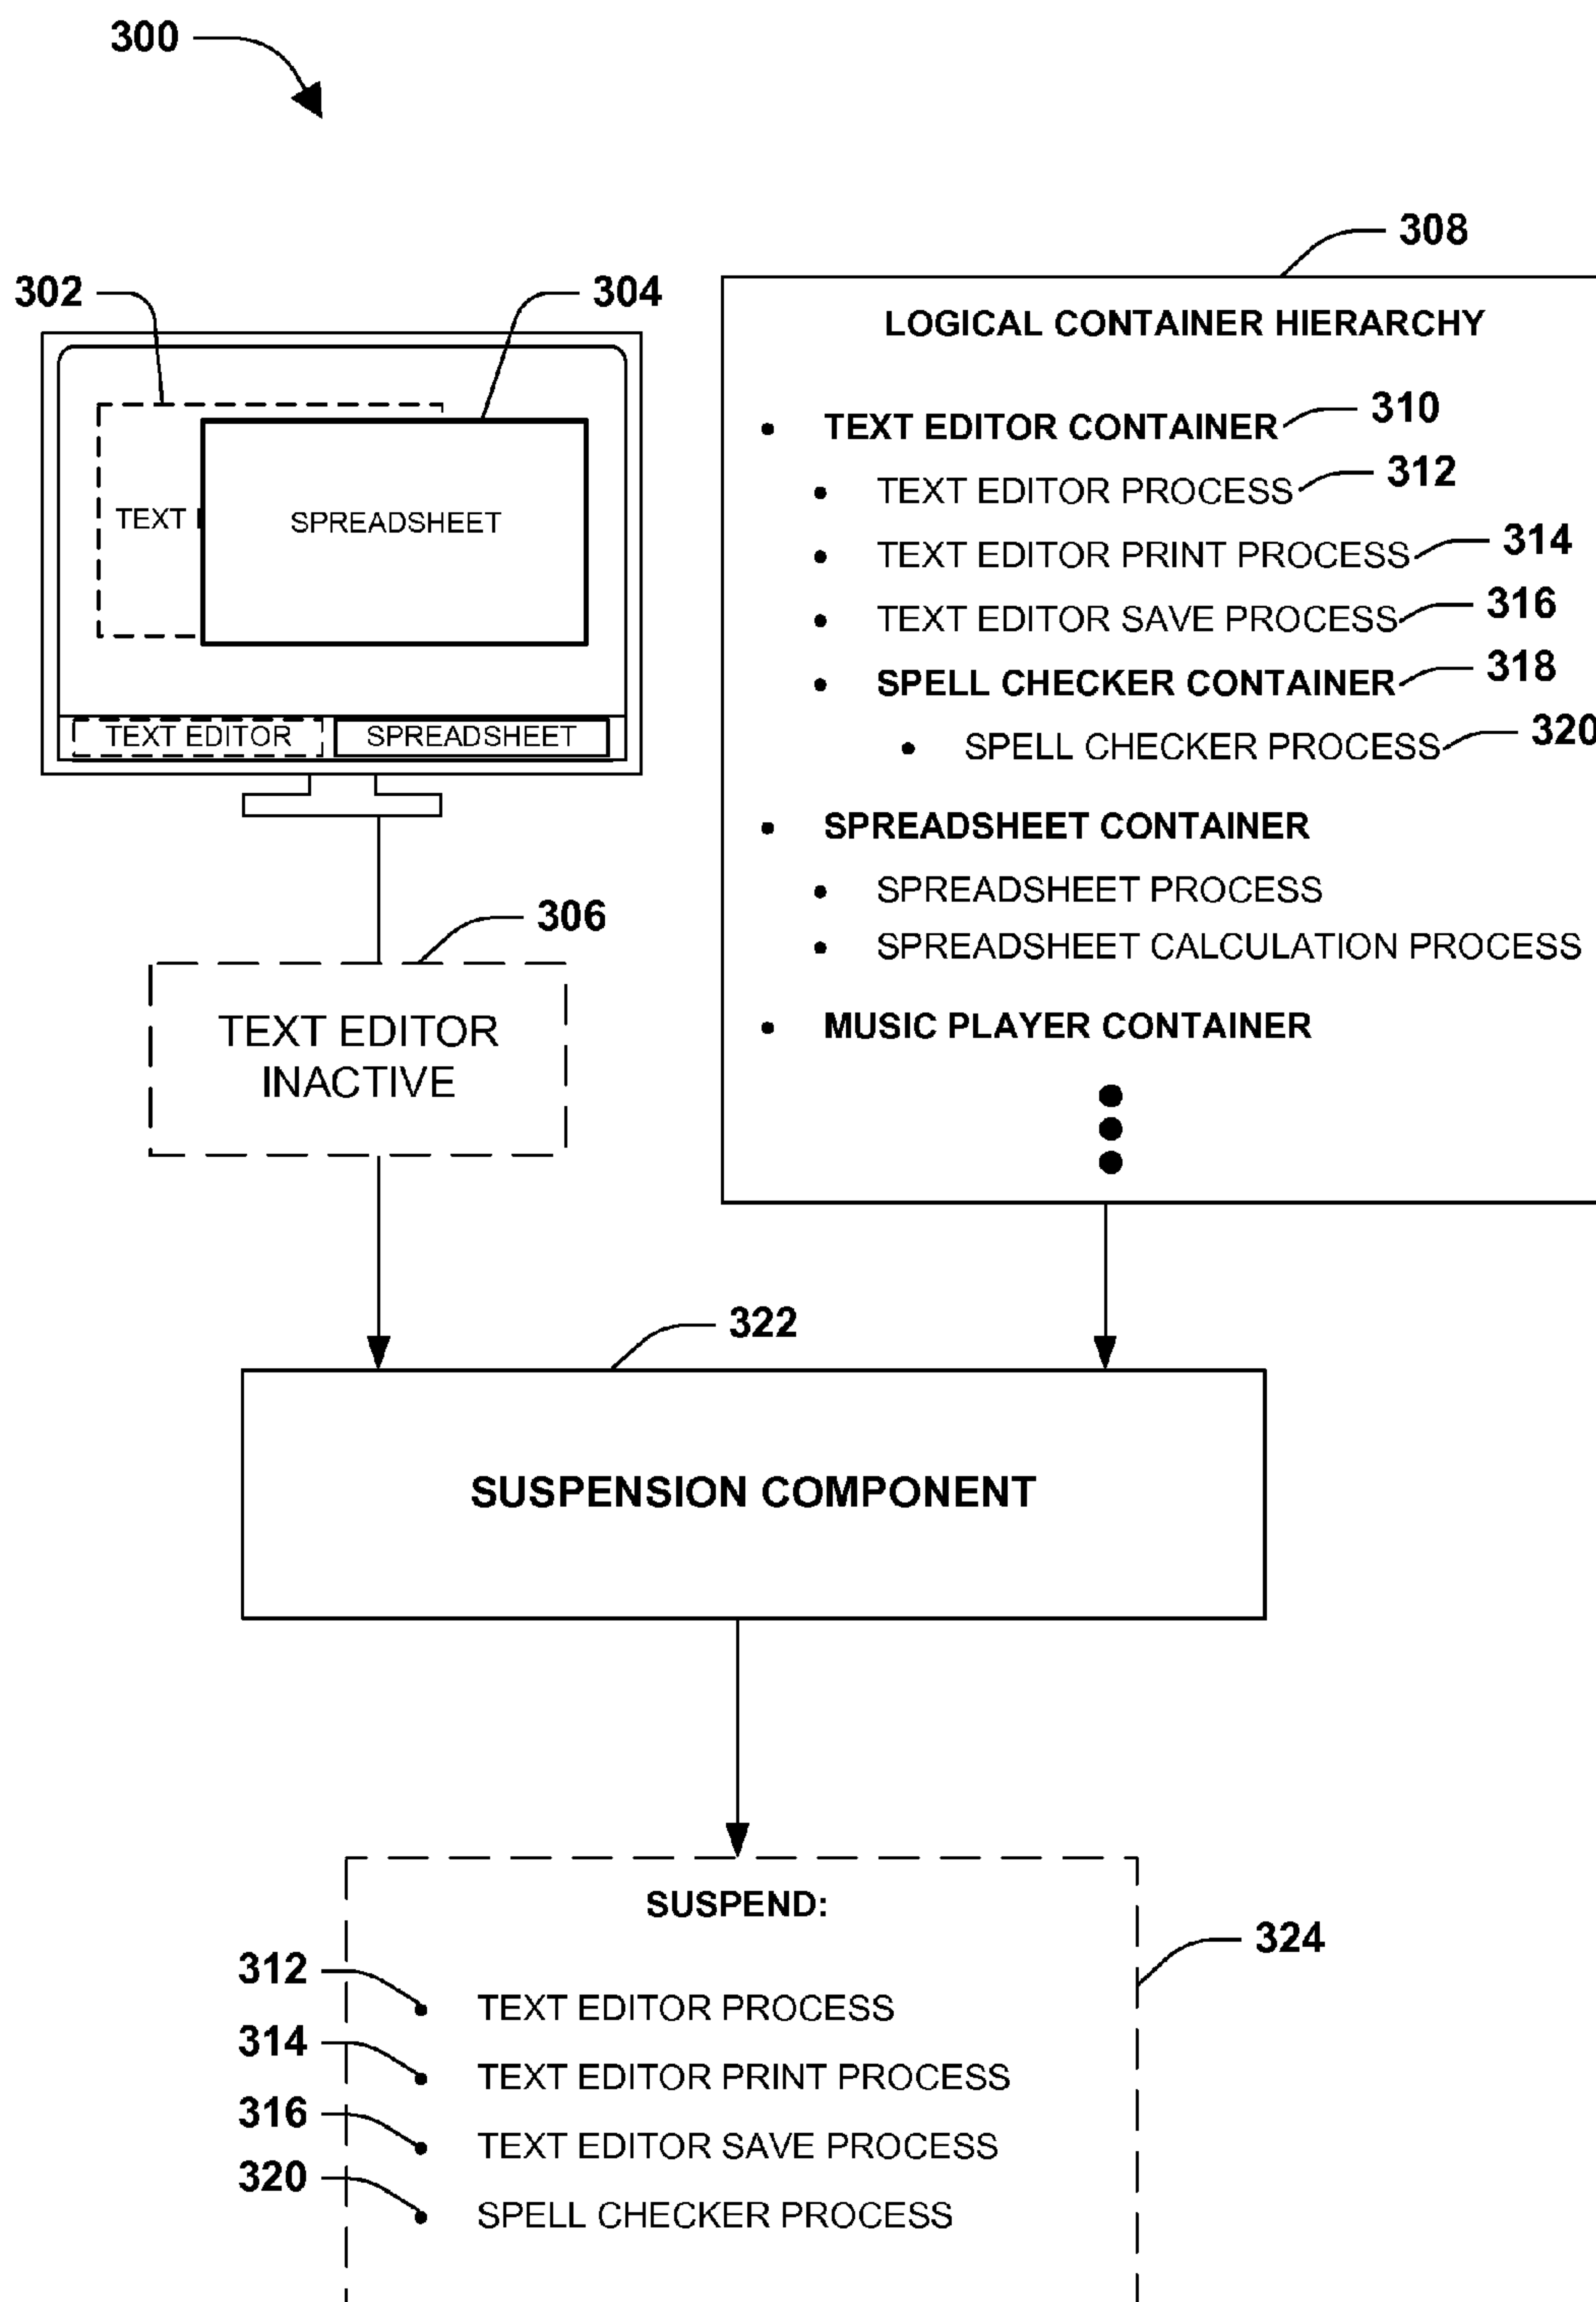 300
308
302
304
LOGICAL CONTAINER HIERARCHY
• TEXT EDITOR CONTAINER 310
• TEXT EDITOR PROCESS 312
• TEXT EDITOR PRINT PROCESS 314
• TEXT EDITOR SAVE PROCESS 316
• SPELL CHECKER CONTAINER 318
• SPELL CHECKER PROCESS 320
• SPREADSHEET CONTAINER
• SPREADSHEET PROCESS
• SPREADSHEET CALCULATION PROCESS
• MUSIC PLAYER CONTAINER
TEXT
SPREADSHEET
TEXT EDITOR
SPREADSHEET
306
TEXT EDITOR
INACTIVE
322
SUSPENSION COMPONENT
SUSPEND:
324
312 • TEXT EDITOR PROCESS
314 • TEXT EDITOR PRINT PROCESS
316 • TEXT EDITOR SAVE PROCESS
320 • SPELL CHECKER PROCESS